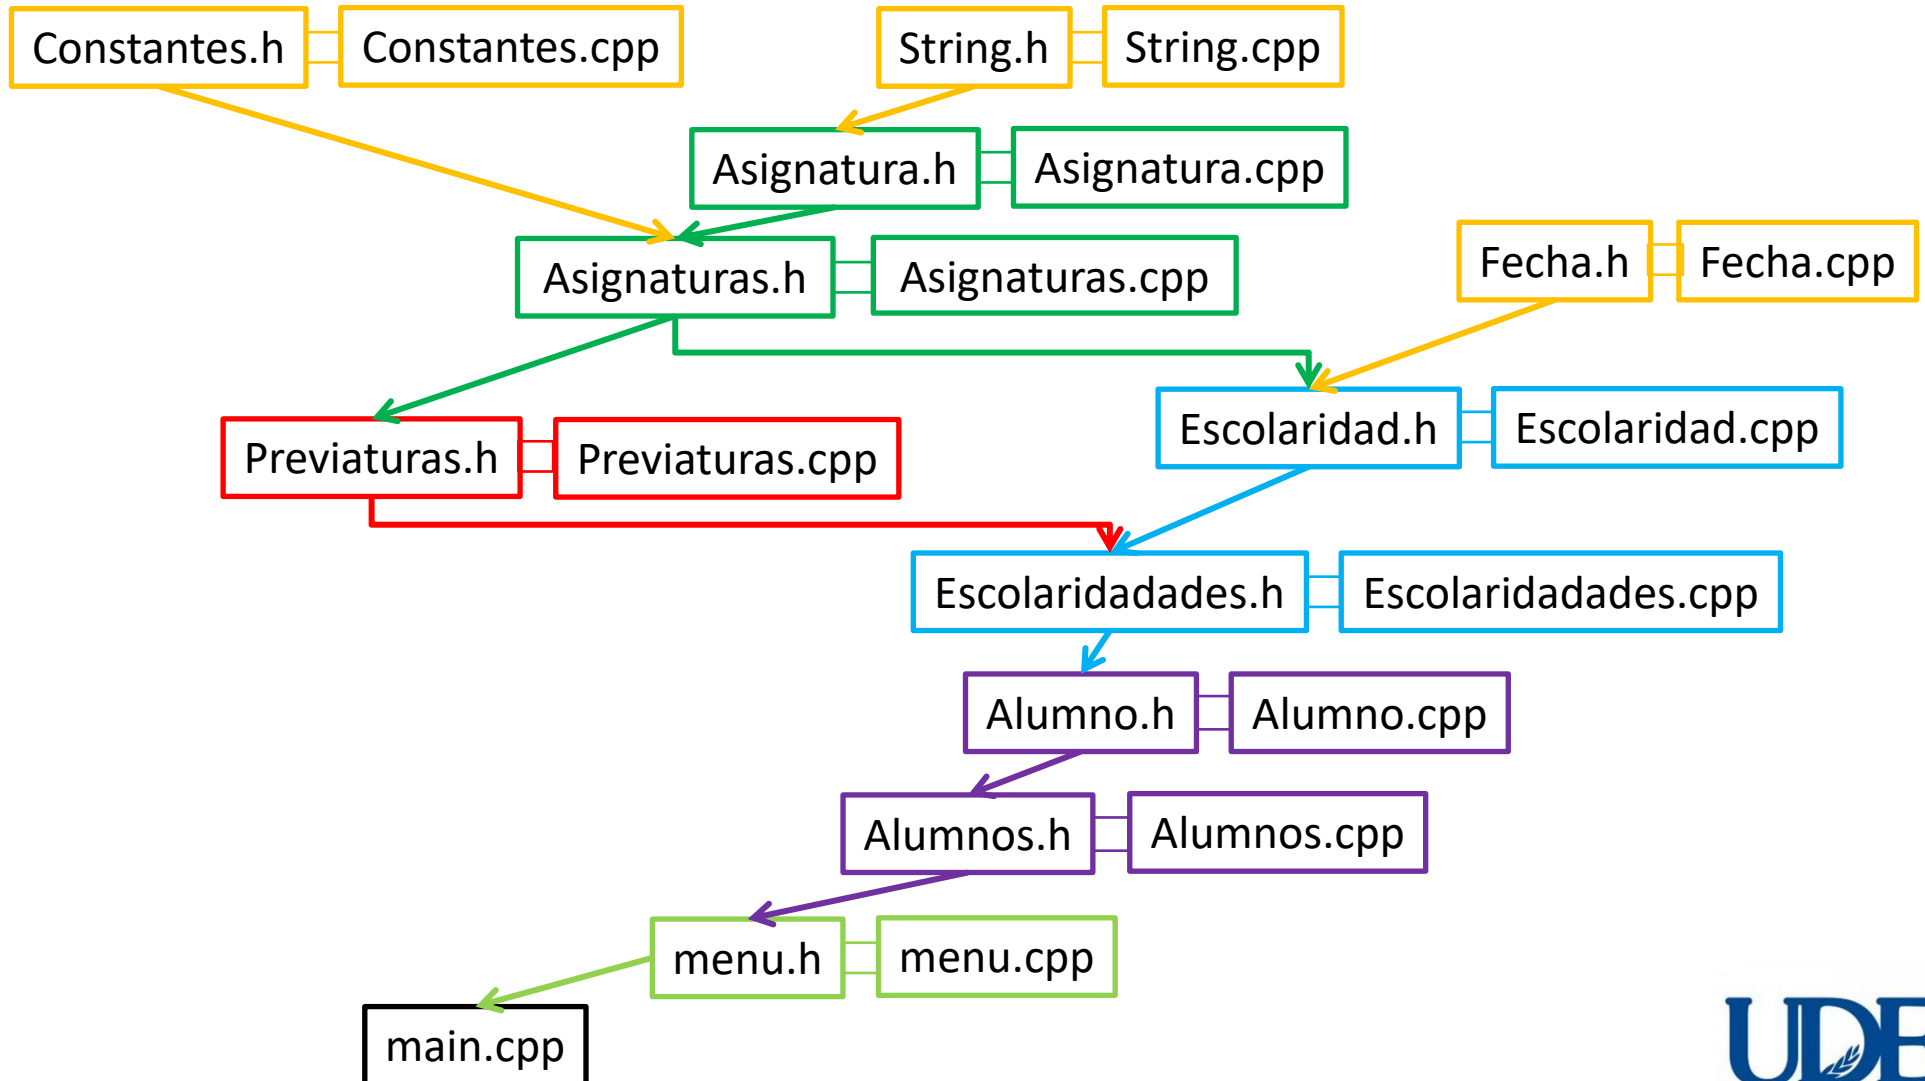 Constantes.h
Constantes.cpp
String.h
String.cpp
Asignatura.h
Asignatura.cpp
Asignaturas.h
Asignaturas.cpp
Fecha.h
Fecha.cpp
Escolaridad.h
Escolaridad.cpp
Previaturas.h
Previaturas.cpp
Escolaridadades.h
Escolaridadades.cpp
Alumno.h
Alumno.cpp
Alumnos.h
Alumnos.cpp
menu.h
menu.cpp
main.cpp
UDE